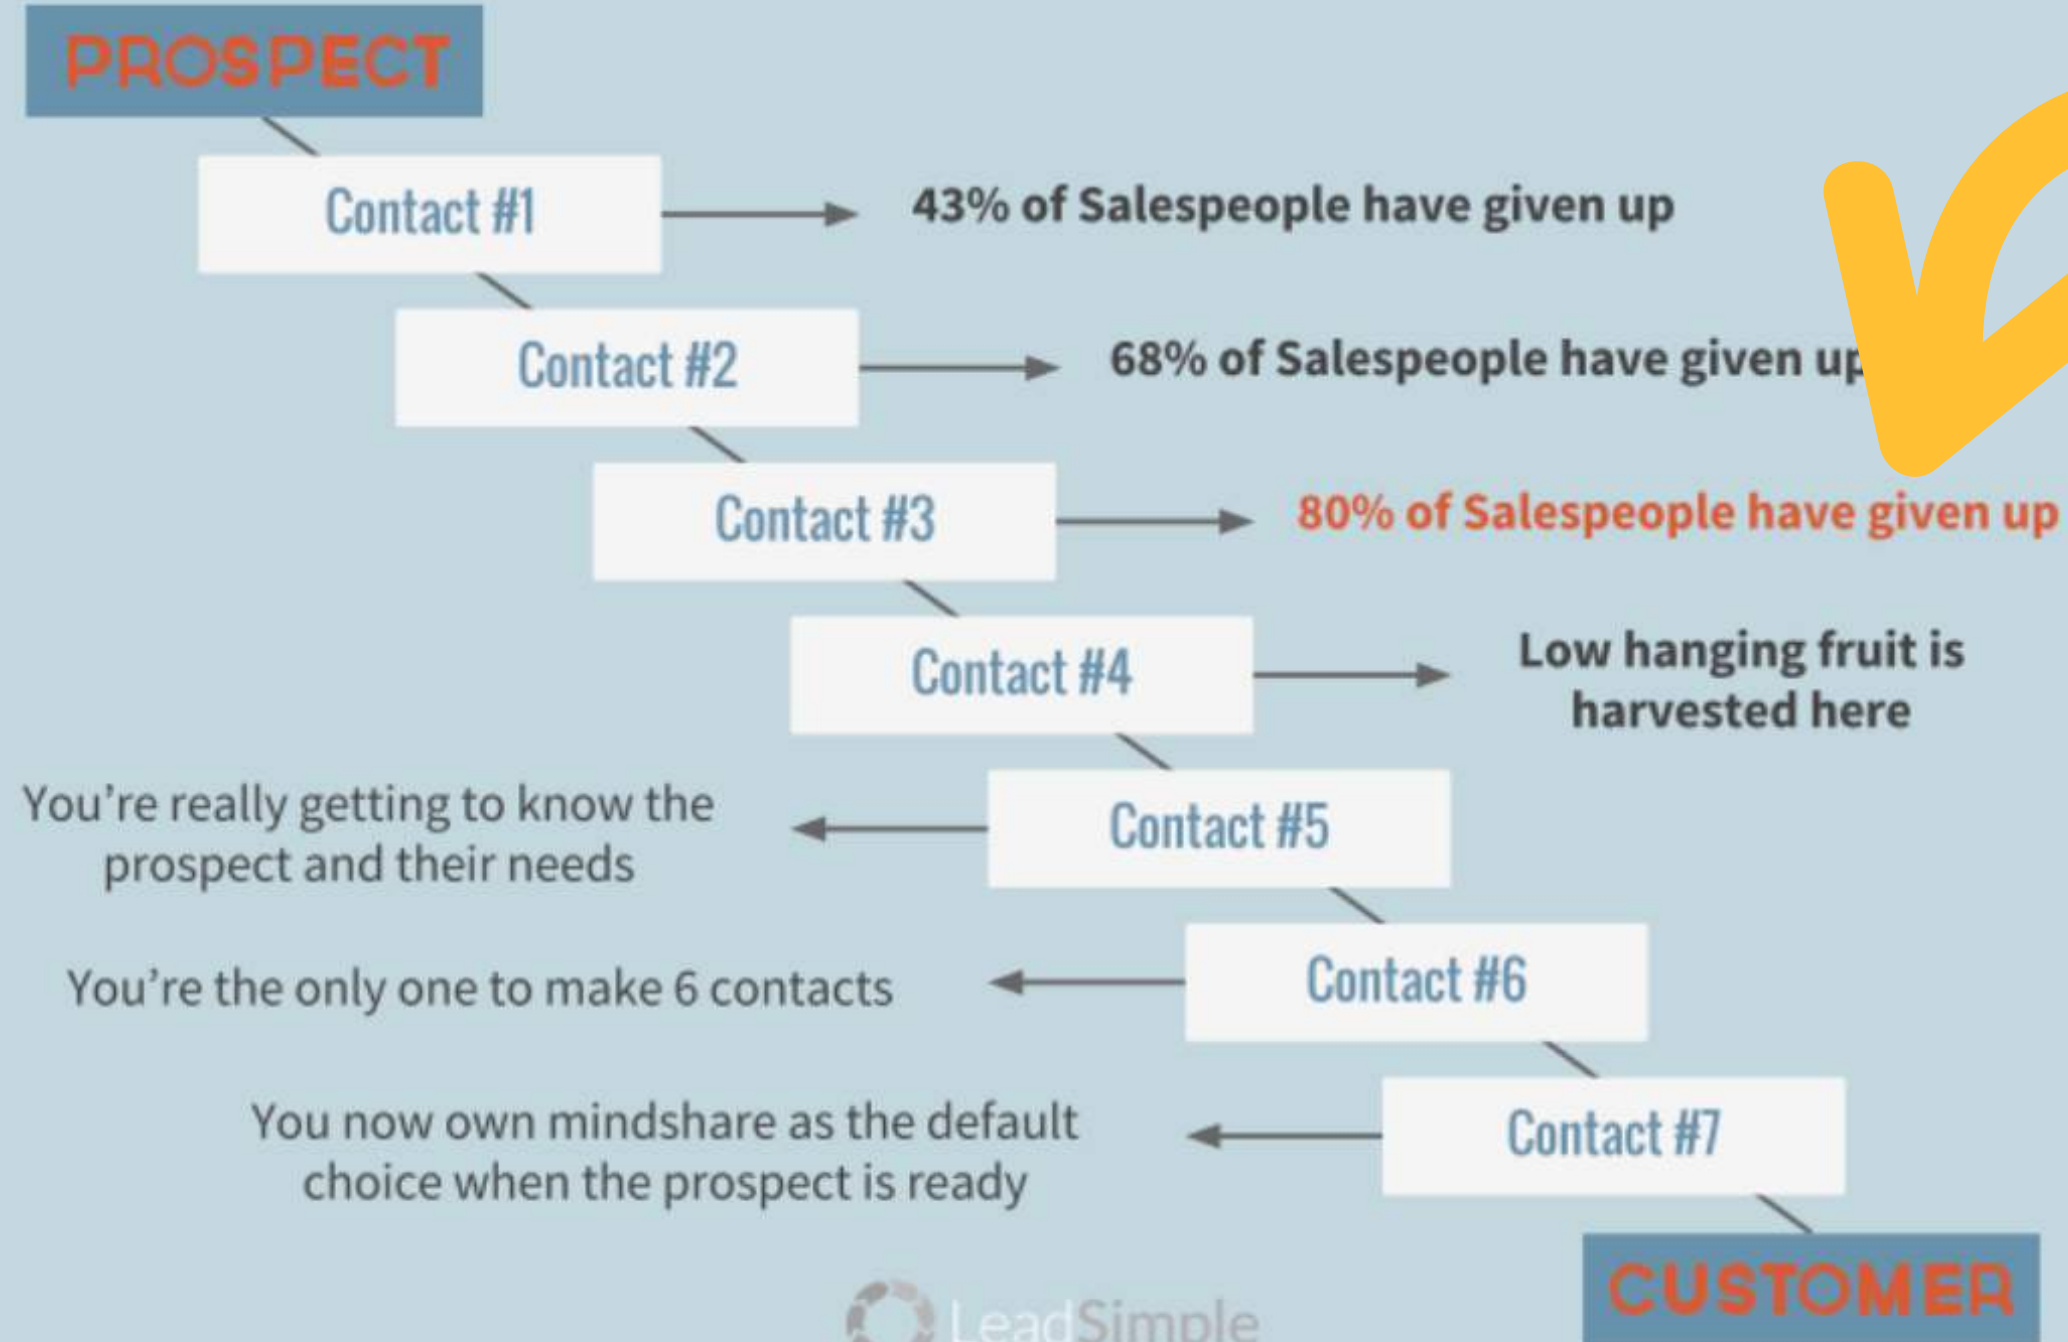 PROSPECT
Contact #1
43% of Salespeople have given up
Contact #2
68% of Salespeople have given up
Contact #3
80% of Salespeople have given up
Contact #4
Low hanging fruit is
harvested here
You're really getting to know the
prospect and their needs
Contact #5
You're the only one to make 6 contacts
Contact #6
You now own mindshare as the default
choice when the prospect is ready
Contact #7
CUSTOMER
LeadSimple